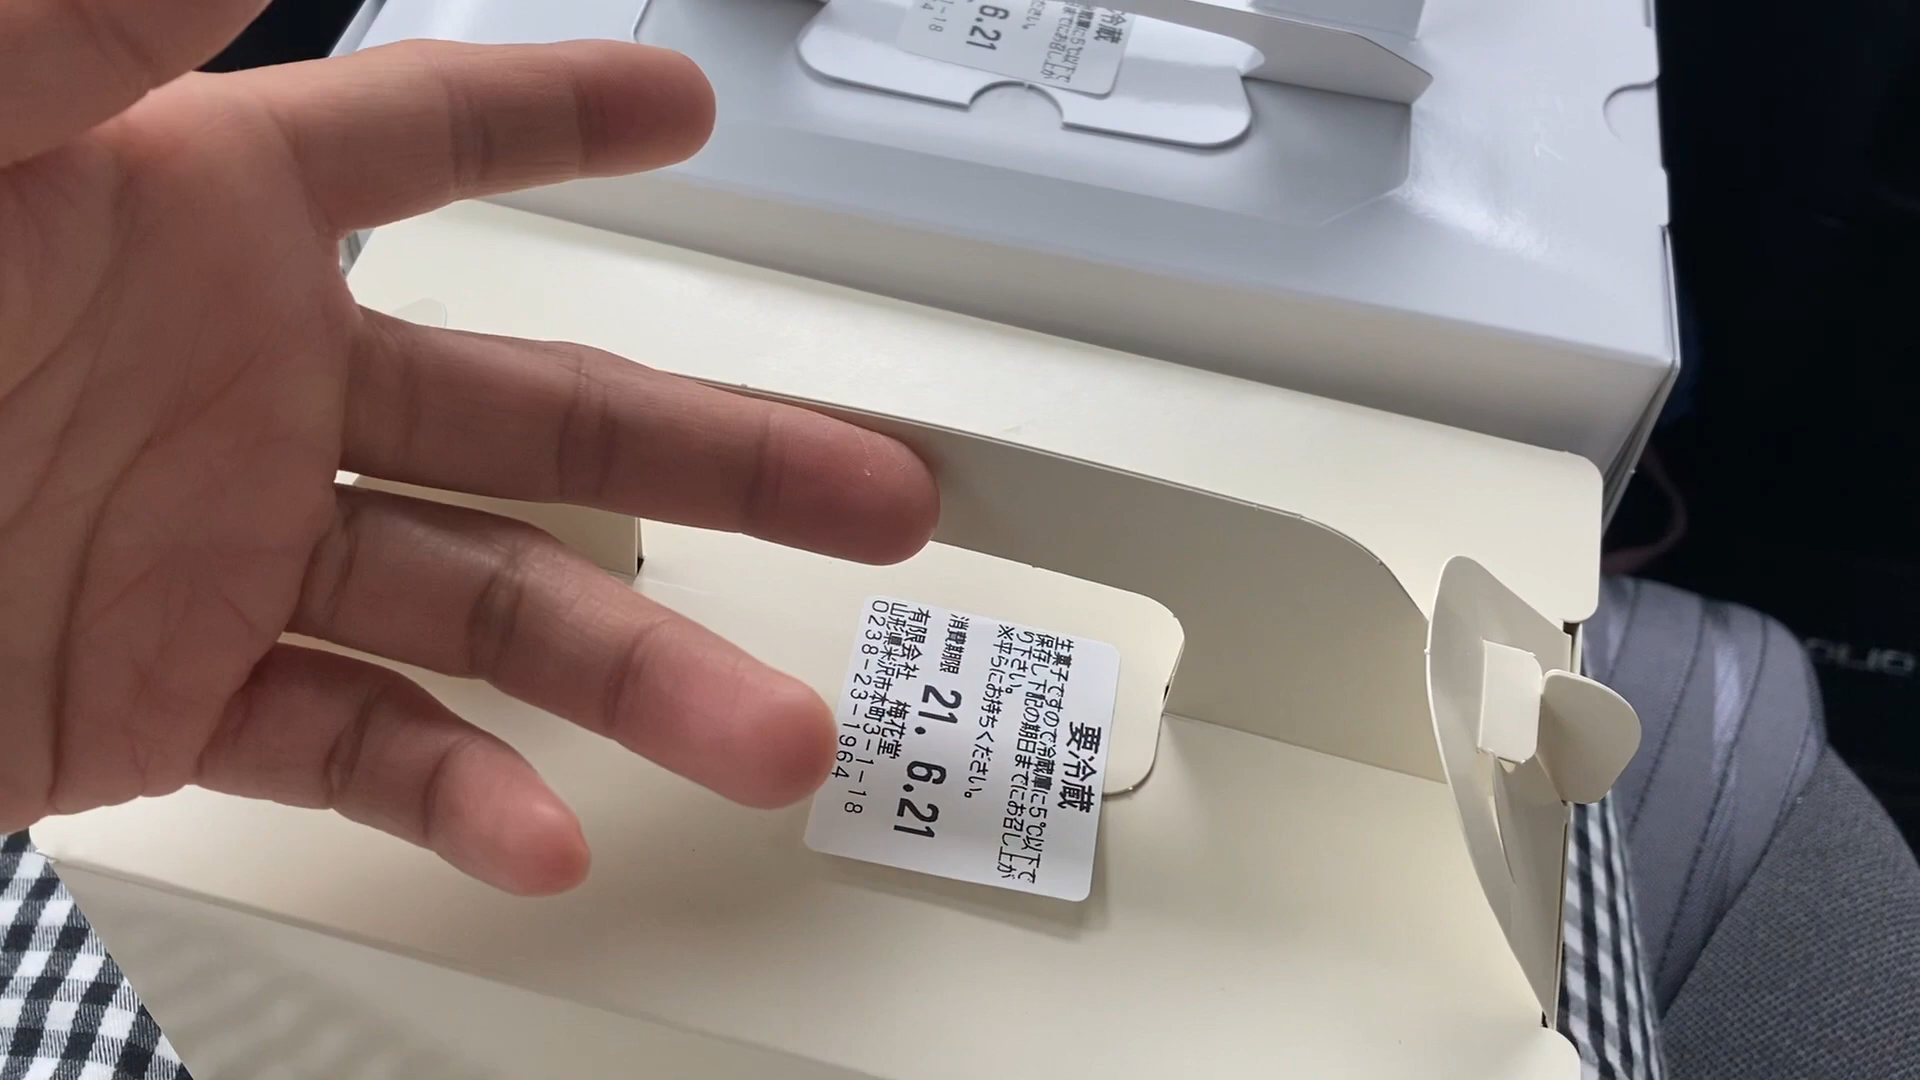 要冷蔵
生菓子ですので冷蔵庫に5℃以下で
保存し下記の期日までにお召し上が
り下さい。
※平らにお持ちください。
消費期限 21. 6.21
有限会社 梅花堂
山形県米沢市本町3-1-18
0238-23-1964
冷蔵
6.21